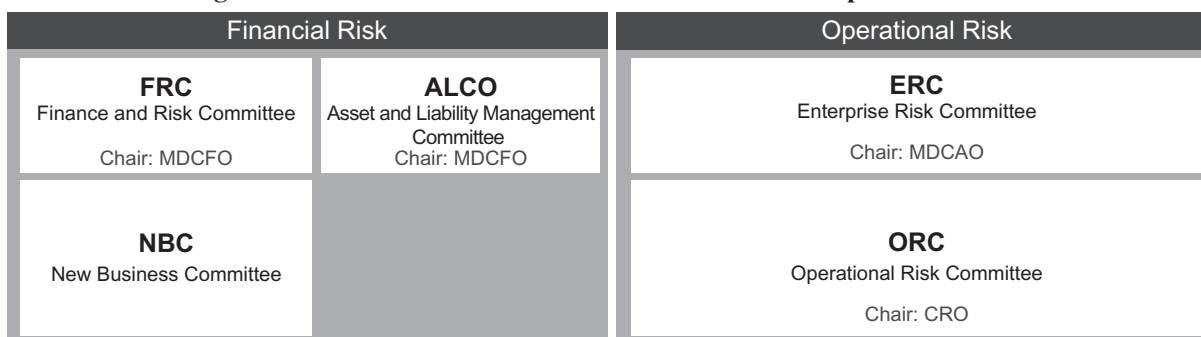 Financial Risk
FRC
Finance and Risk Committee
Chair: MDCFO
ALCO
Asset and Liability Management
Committee
Chair: MDCFO
NBC
New Business Committee
Operational Risk
ERC
Enterprise Risk Committee
Chair: MDCAO
ORC
Operational Risk Committee
Chair: CRO